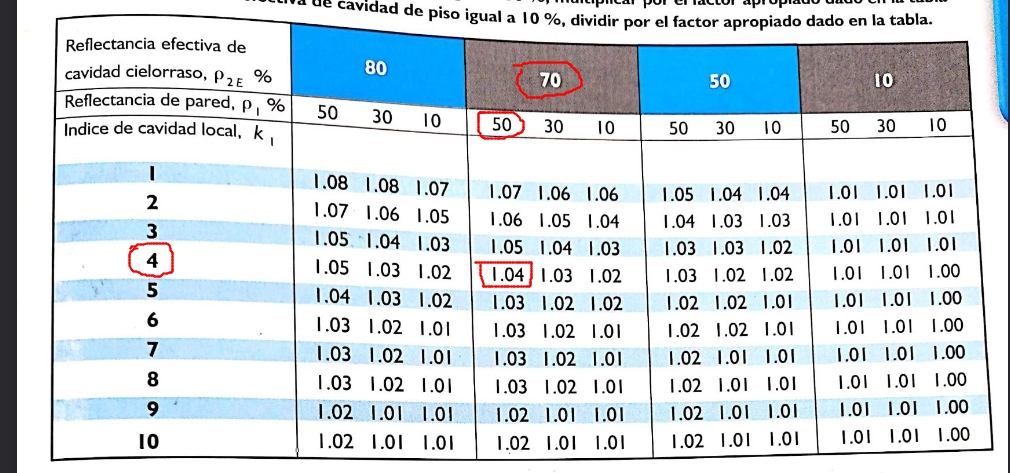 de cavidad de piso igual a 10 %, dividir por el factor apropiado dado en la tabla.
Reflectancia efectiva de
cavidad cielorraso, ρ2E % 80 70 50 10
Reflectancia de pared, ρ1 % 50 30 10 50 30 10 50 30 10 50 30 10
Indice de cavidad local, k1
1 1.08 1.08 1.07 1.07 1.06 1.06 1.05 1.04 1.04 1.01 1.01 1.01
2 1.07 1.06 1.05 1.06 1.05 1.04 1.04 1.03 1.03 1.01 1.01 1.01
3 1.05 1.04 1.03 1.05 1.04 1.03 1.03 1.03 1.02 1.01 1.01 1.01
4 1.05 1.03 1.02 1.04 1.03 1.02 1.03 1.02 1.02 1.01 1.01 1.00
5 1.04 1.03 1.02 1.03 1.02 1.02 1.02 1.02 1.01 1.01 1.01 1.00
6 1.03 1.02 1.01 1.03 1.02 1.01 1.02 1.02 1.01 1.01 1.01 1.00
7 1.03 1.02 1.01 1.03 1.02 1.01 1.02 1.01 1.01 1.01 1.01 1.00
8 1.03 1.02 1.01 1.03 1.02 1.01 1.02 1.01 1.01 1.01 1.01 1.00
9 1.02 1.01 1.01 1.02 1.01 1.01 1.02 1.01 1.01 1.01 1.01 1.00
10 1.02 1.01 1.01 1.02 1.01 1.01 1.02 1.01 1.01 1.01 1.01 1.00